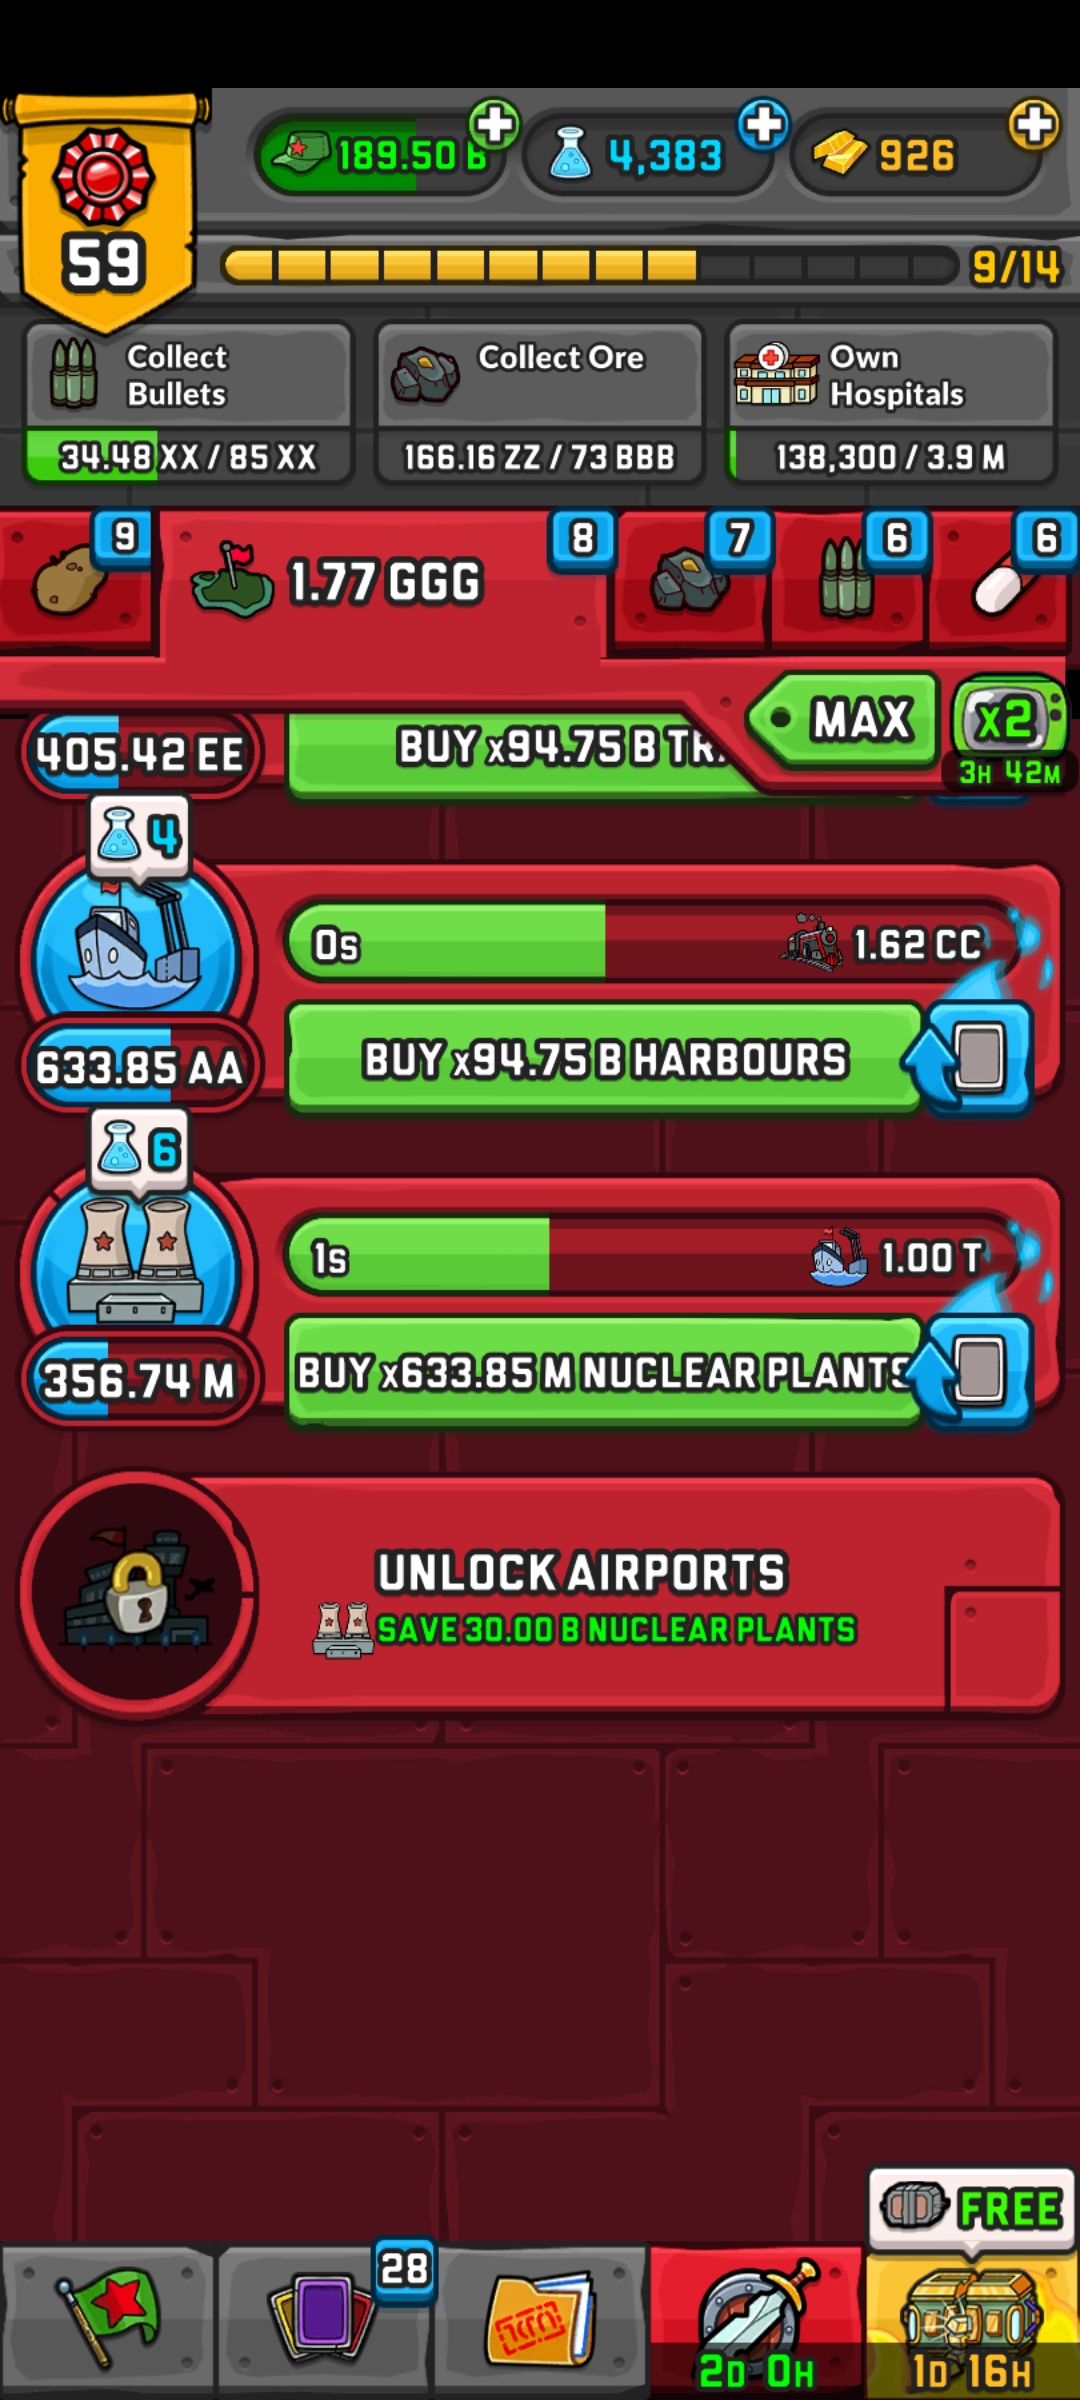 189.50 B
4,383
926
59
9/14
Collect
Bullets
34.48 XX / 85 XX
Collect Ore
166.16 ZZ / 73 BBB
Own
Hospitals
138,300 / 3.9 M
9
1.77 GGG
8
7
6
6
MAX
x2
3H 42M
405.42 EE
BUY x94.75 B
4
0s
1.62 CC
633.85 AA
BUY x94.75 B HARBOURS
6
1s
1.00 T
356.74 M
BUY x633.85 M NUCLEAR PLANTS
UNLOCK AIRPORTS
SAVE 30.00 B NUCLEAR PLANTS
FREE
28
2D 0H
1D 16H